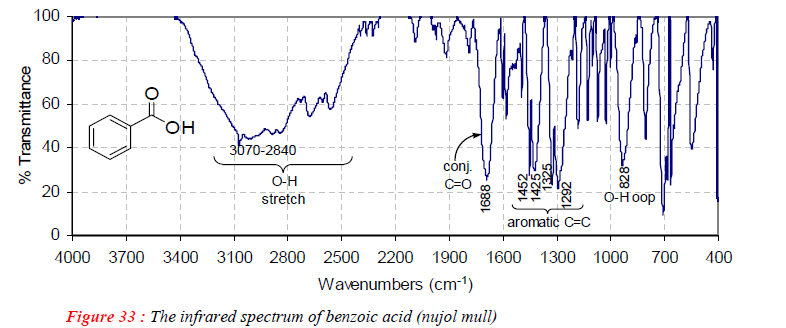 100
80
60
40
20
0
% Transmittance
O
OH
3070-2840
O-H
stretch
conj.
C=O
1688
1452
1425
1325
1292
aromatic C=C
828
O-H oop
4000 3700 3400 3100 2800 2500 2200 1900 1600 1300 1000 700 400
Wavenumbers (cm⁻¹)
Figure 33 : The infrared spectrum of benzoic acid (nujol mull)